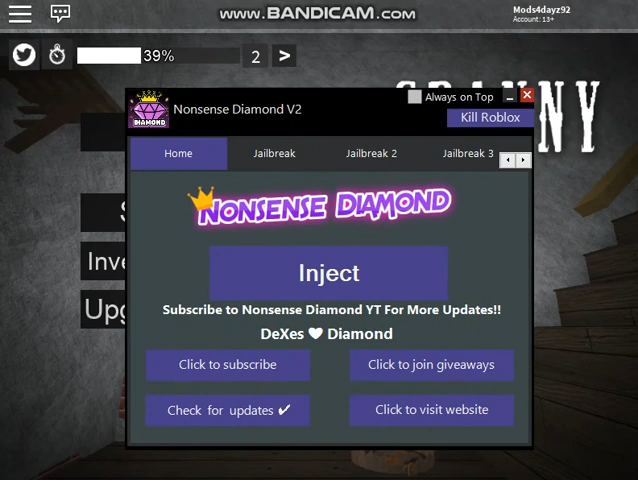 www.BANDICAM.com
Mods4dayz92
Account: 13+
39%
2
>
NY
Always on Top
Nonsense Diamond V2
Kill Roblox
DIAMOND
Home
Jailbreak
Jailbreak 2
Jailbreak 3
NONSENSE DIAMOND
Inject
Subscribe to Nonsense Diamond YT For More Updates!!
DeXes ♥ Diamond
Click to subscribe
Click to join giveaways
Check for updates ✓
Click to visit website
S
Inve
Upg